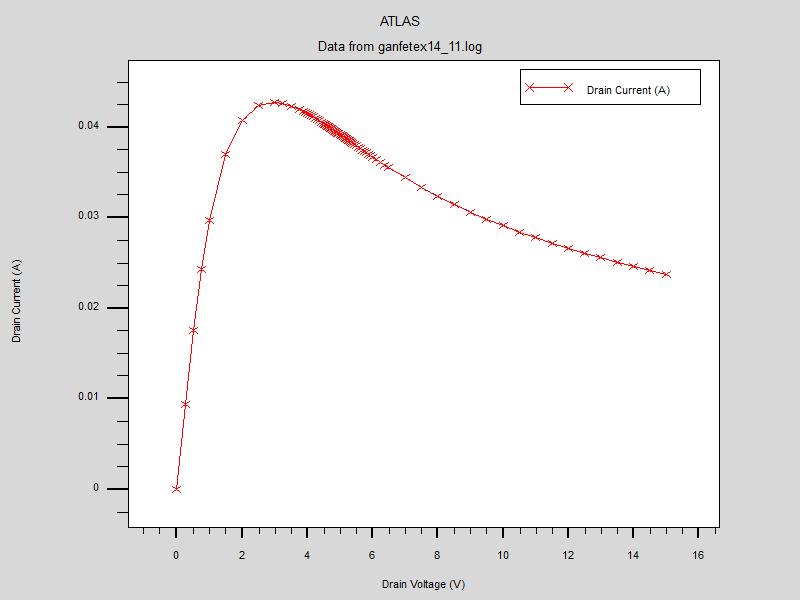 ATLAS
Data from ganfetex14_11.log
Drain Current (A)
0.04
0.03
0.02
0.01
0
Drain Current (A)
0 2 4 6 8 10 12 14 16
Drain Voltage (V)